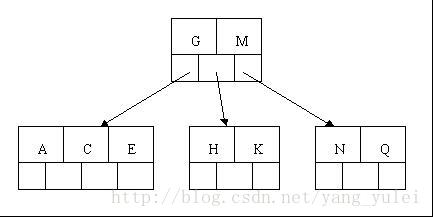 G M
A C E H K N Q
http://blog.csdn.net/yang_yulei